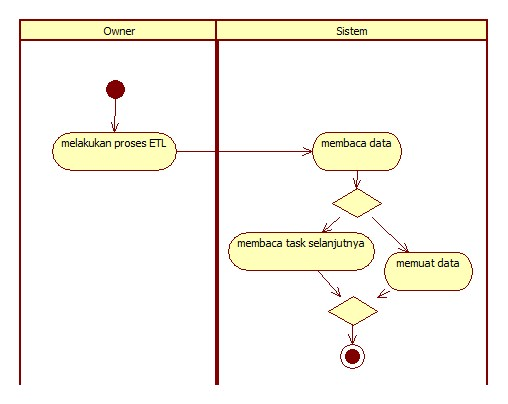 Owner
Sistem
melakukan proses ETL
membaca data
membaca task selanjutnya
memuat data